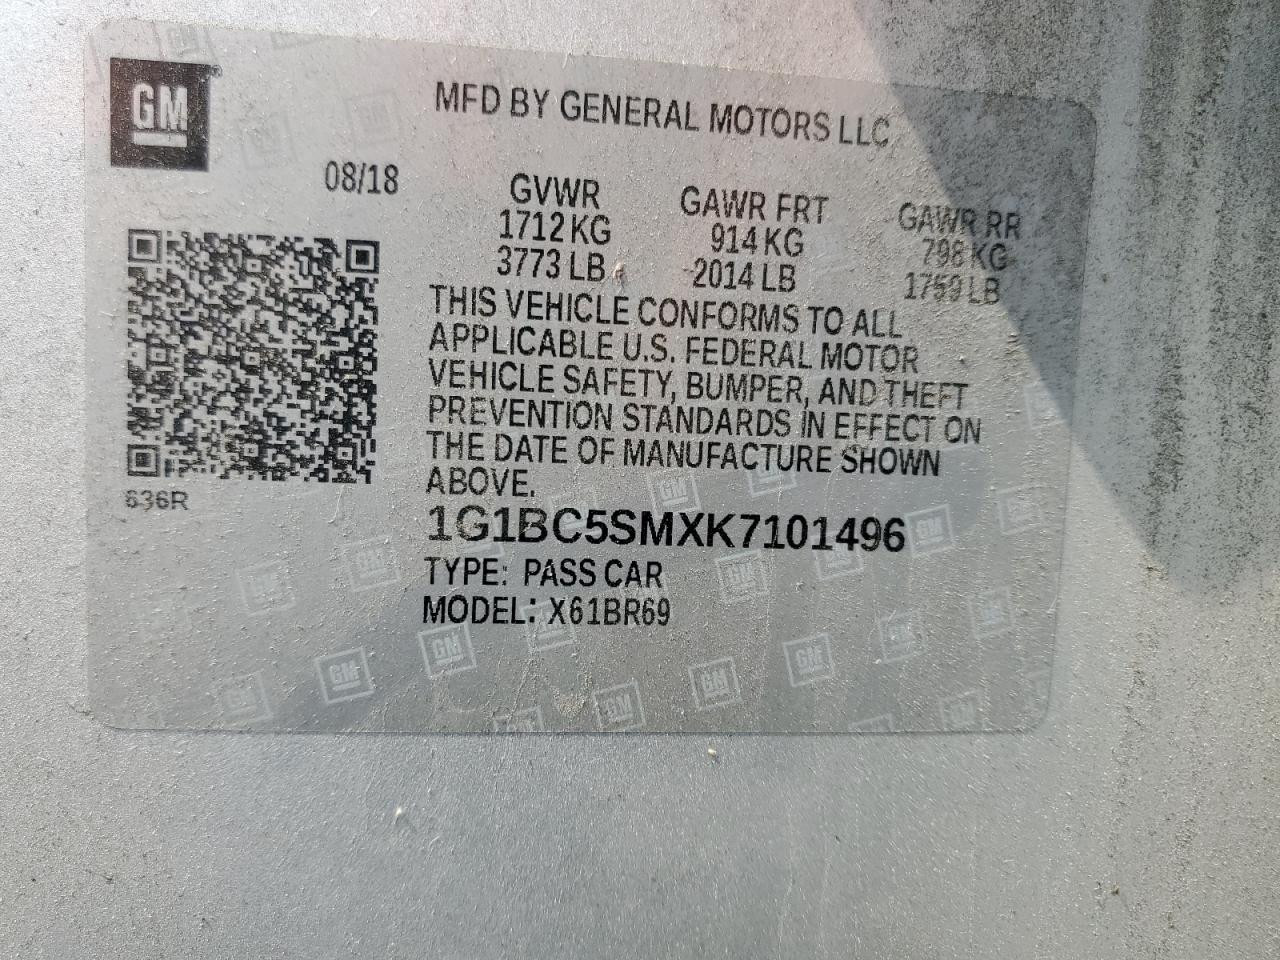 GM
MFD BY GENERAL MOTORS LLC
08/18
GVWR
1712 KG
3773 LB
GAWR FRT
914 KG
2014 LB
GAWR RR
798 KG
1759 LB
THIS VEHICLE CONFORMS TO ALL
APPLICABLE U.S. FEDERAL MOTOR
VEHICLE SAFETY, BUMPER, AND THEFT
PREVENTION STANDARDS IN EFFECT ON
THE DATE OF MANUFACTURE SHOWN
ABOVE.
636R
1G1BC5SMXK7101496
TYPE: PASS CAR
MODEL: X61BR69